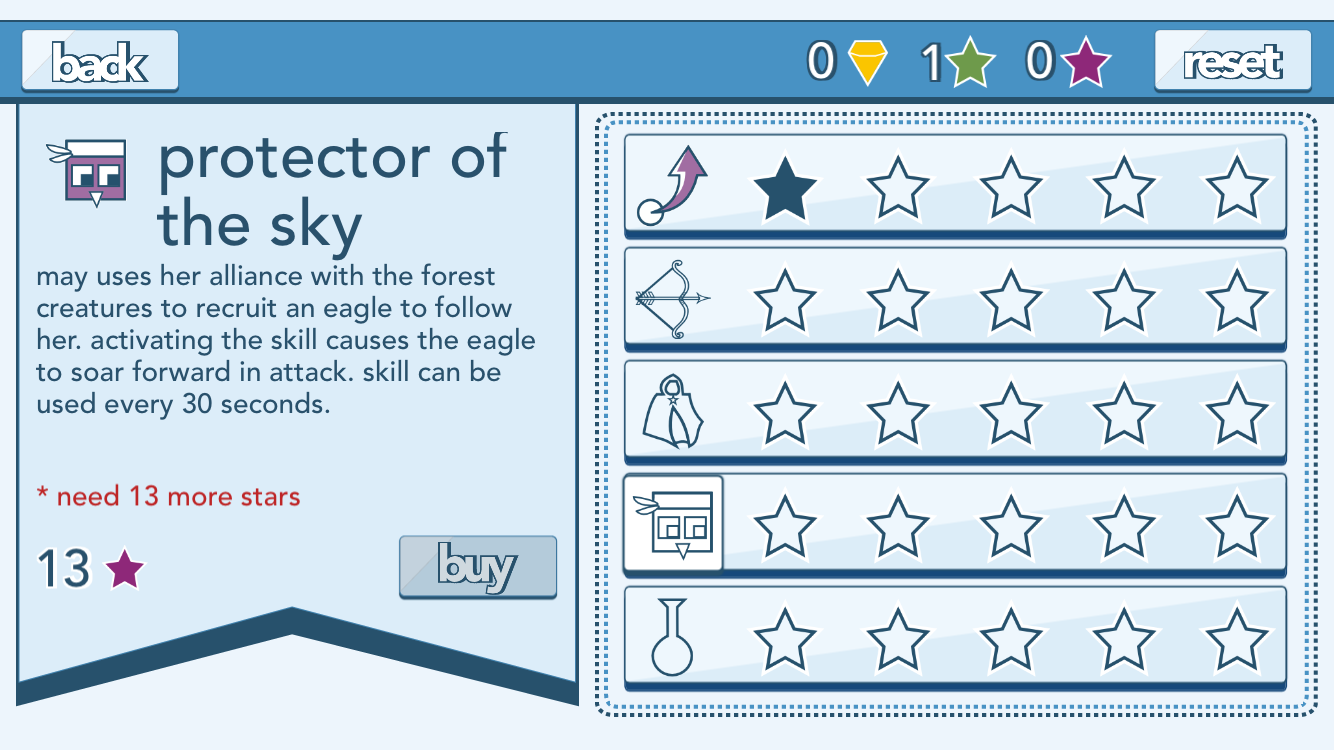 back
0 1 0
reset
protector of
the sky
may uses her alliance with the forest
creatures to recruit an eagle to follow
her. activating the skill causes the eagle
to soar forward in attack. skill can be
used every 30 seconds.
* need 13 more stars
13
buy